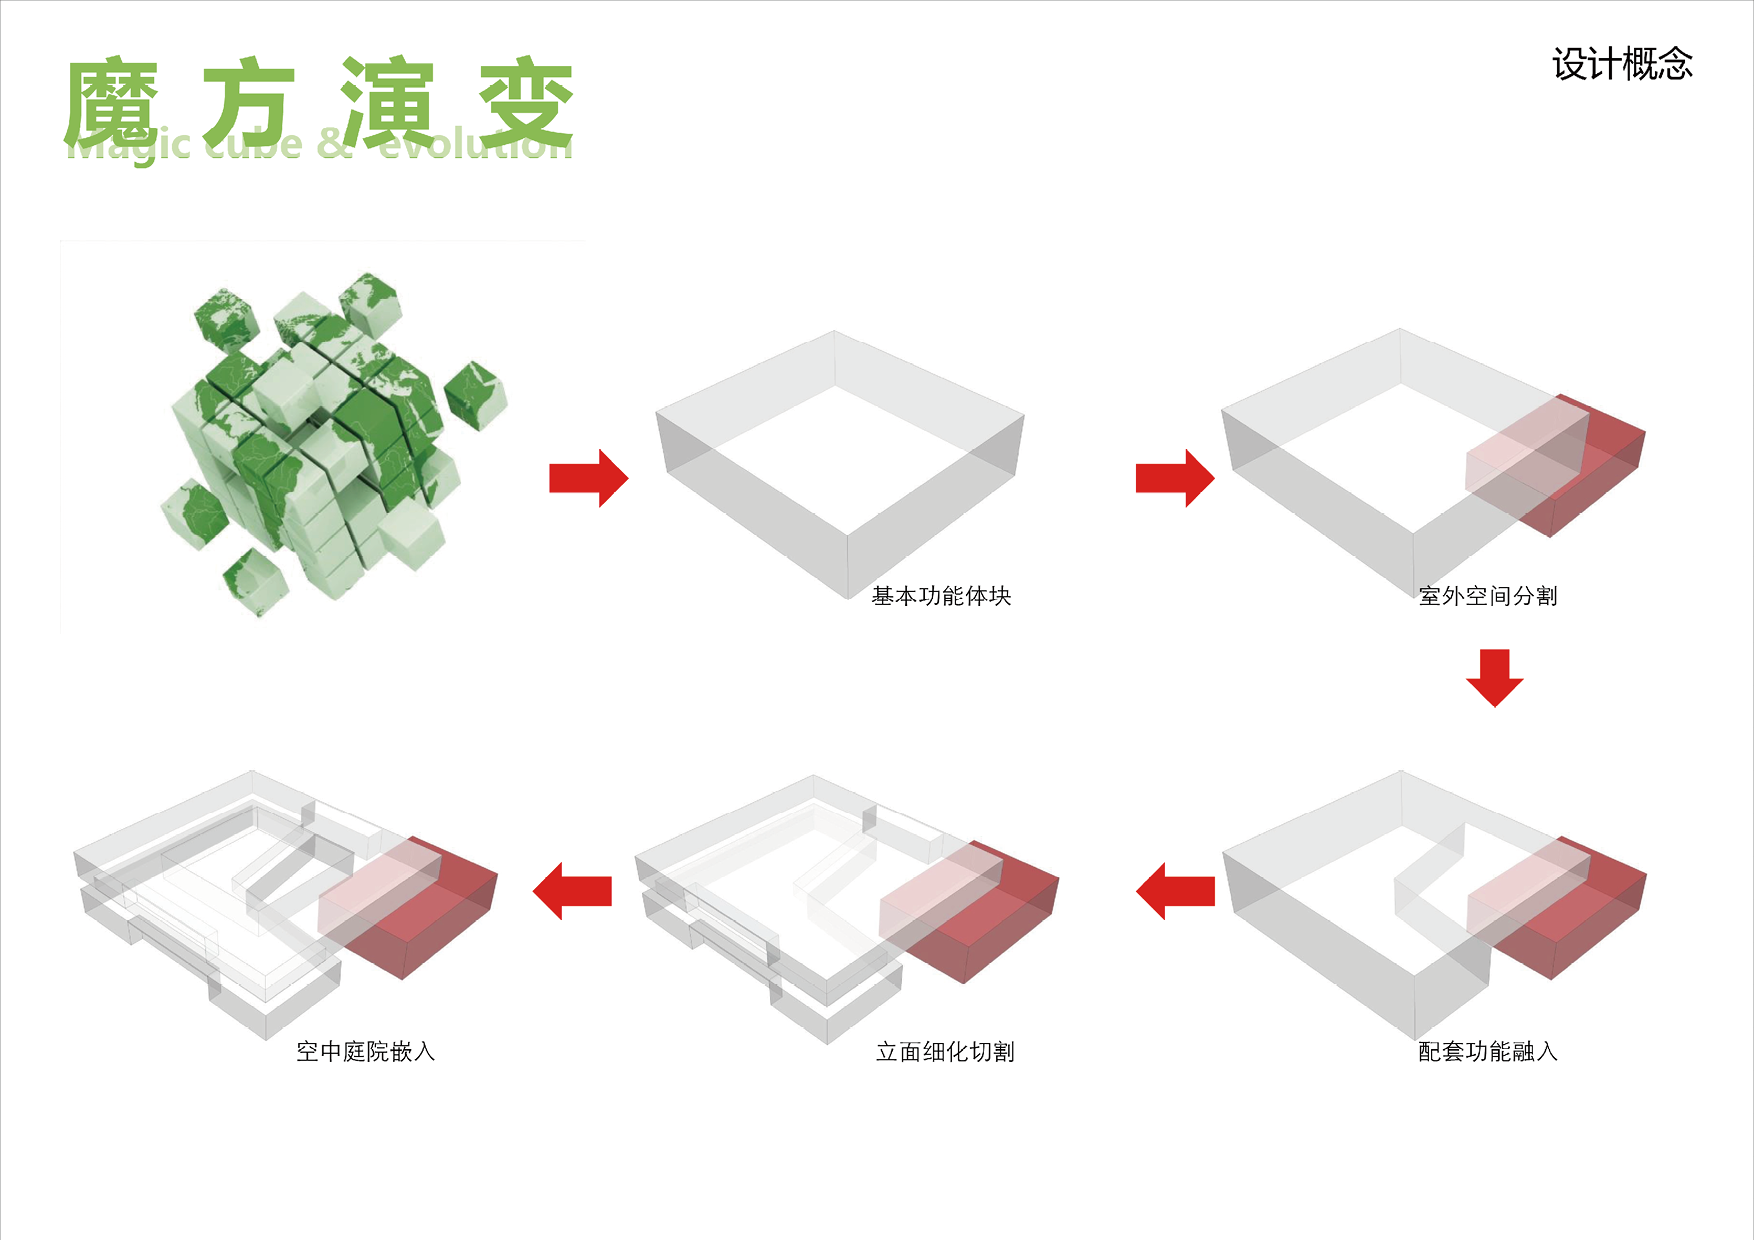 魔方演变
Magic cube & evolution
设计概念
基本功能体块
室外空间分割
空中庭院嵌入
立面细化切割
配套功能融入